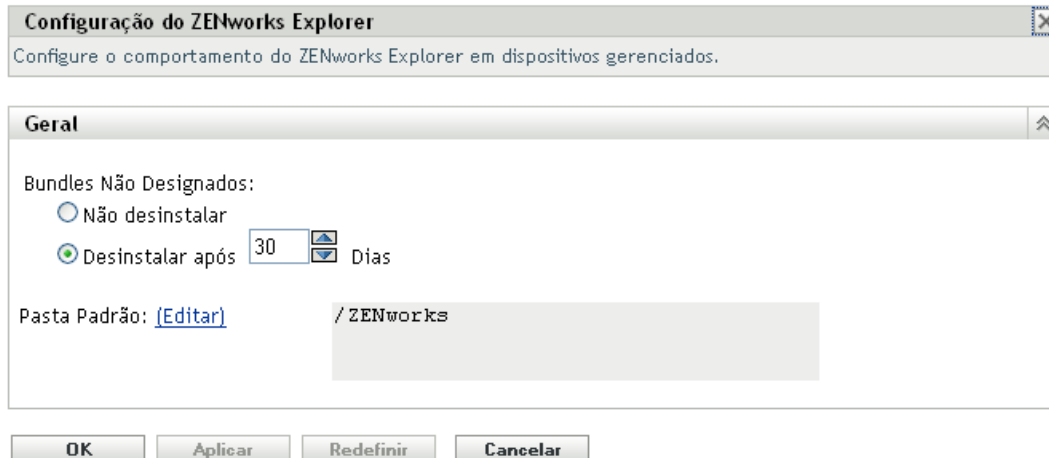 Configuração do ZENworks Explorer
Configure o comportamento do ZENworks Explorer em dispositivos gerenciados.
Geral
Bundles Não Designados:
Não desinstalar
Desinstalar após 30 Dias
Pasta Padrão: (Editar) /ZENworks
OK Aplicar Redefinir Cancelar